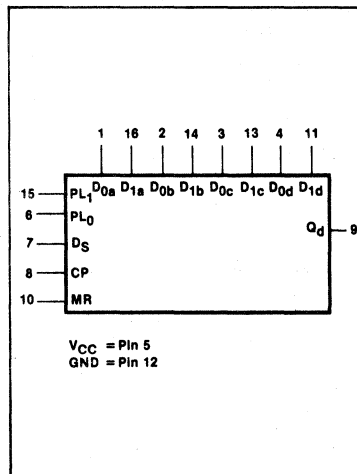 1 16 2 14 3 13 4 11
D0a D1a D0b D1b D0c D1c D0d D1d
15 PL1
6 PL0
Qd 9
7 DS
8 CP
10 MR
VCC = Pin 5
GND = Pin 12